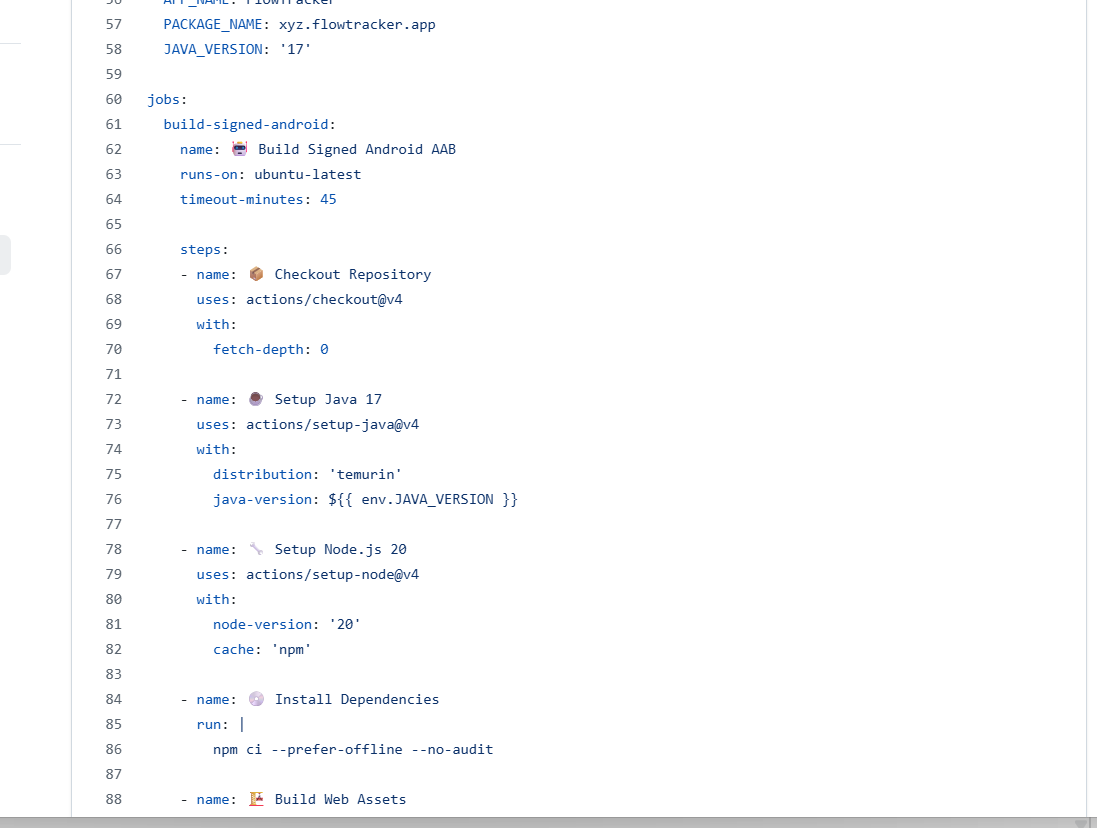 56 APP_NAME: FlowTracker
57 PACKAGE_NAME: xyz.flowtracker.app
58 JAVA_VERSION: '17'
59
60 jobs:
61 build-signed-android:
62 name: 🤖 Build Signed Android AAB
63 runs-on: ubuntu-latest
64 timeout-minutes: 45
65
66 steps:
67 - name: 📦 Checkout Repository
68 uses: actions/checkout@v4
69 with:
70 fetch-depth: 0
71
72 - name: ☕ Setup Java 17
73 uses: actions/setup-java@v4
74 with:
75 distribution: 'temurin'
76 java-version: ${{ env.JAVA_VERSION }}
77
78 - name: 🔧 Setup Node.js 20
79 uses: actions/setup-node@v4
80 with:
81 node-version: '20'
82 cache: 'npm'
83
84 - name: 💿 Install Dependencies
85 run: |
86 npm ci --prefer-offline --no-audit
87
88 - name: 🏗️ Build Web Assets